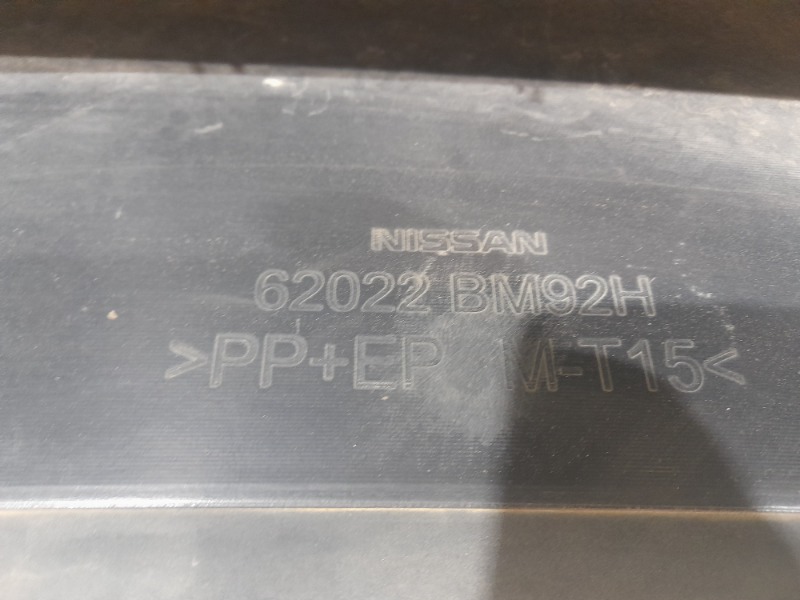 NISSAN
62022 BM92H
>PP+EP M-T15<